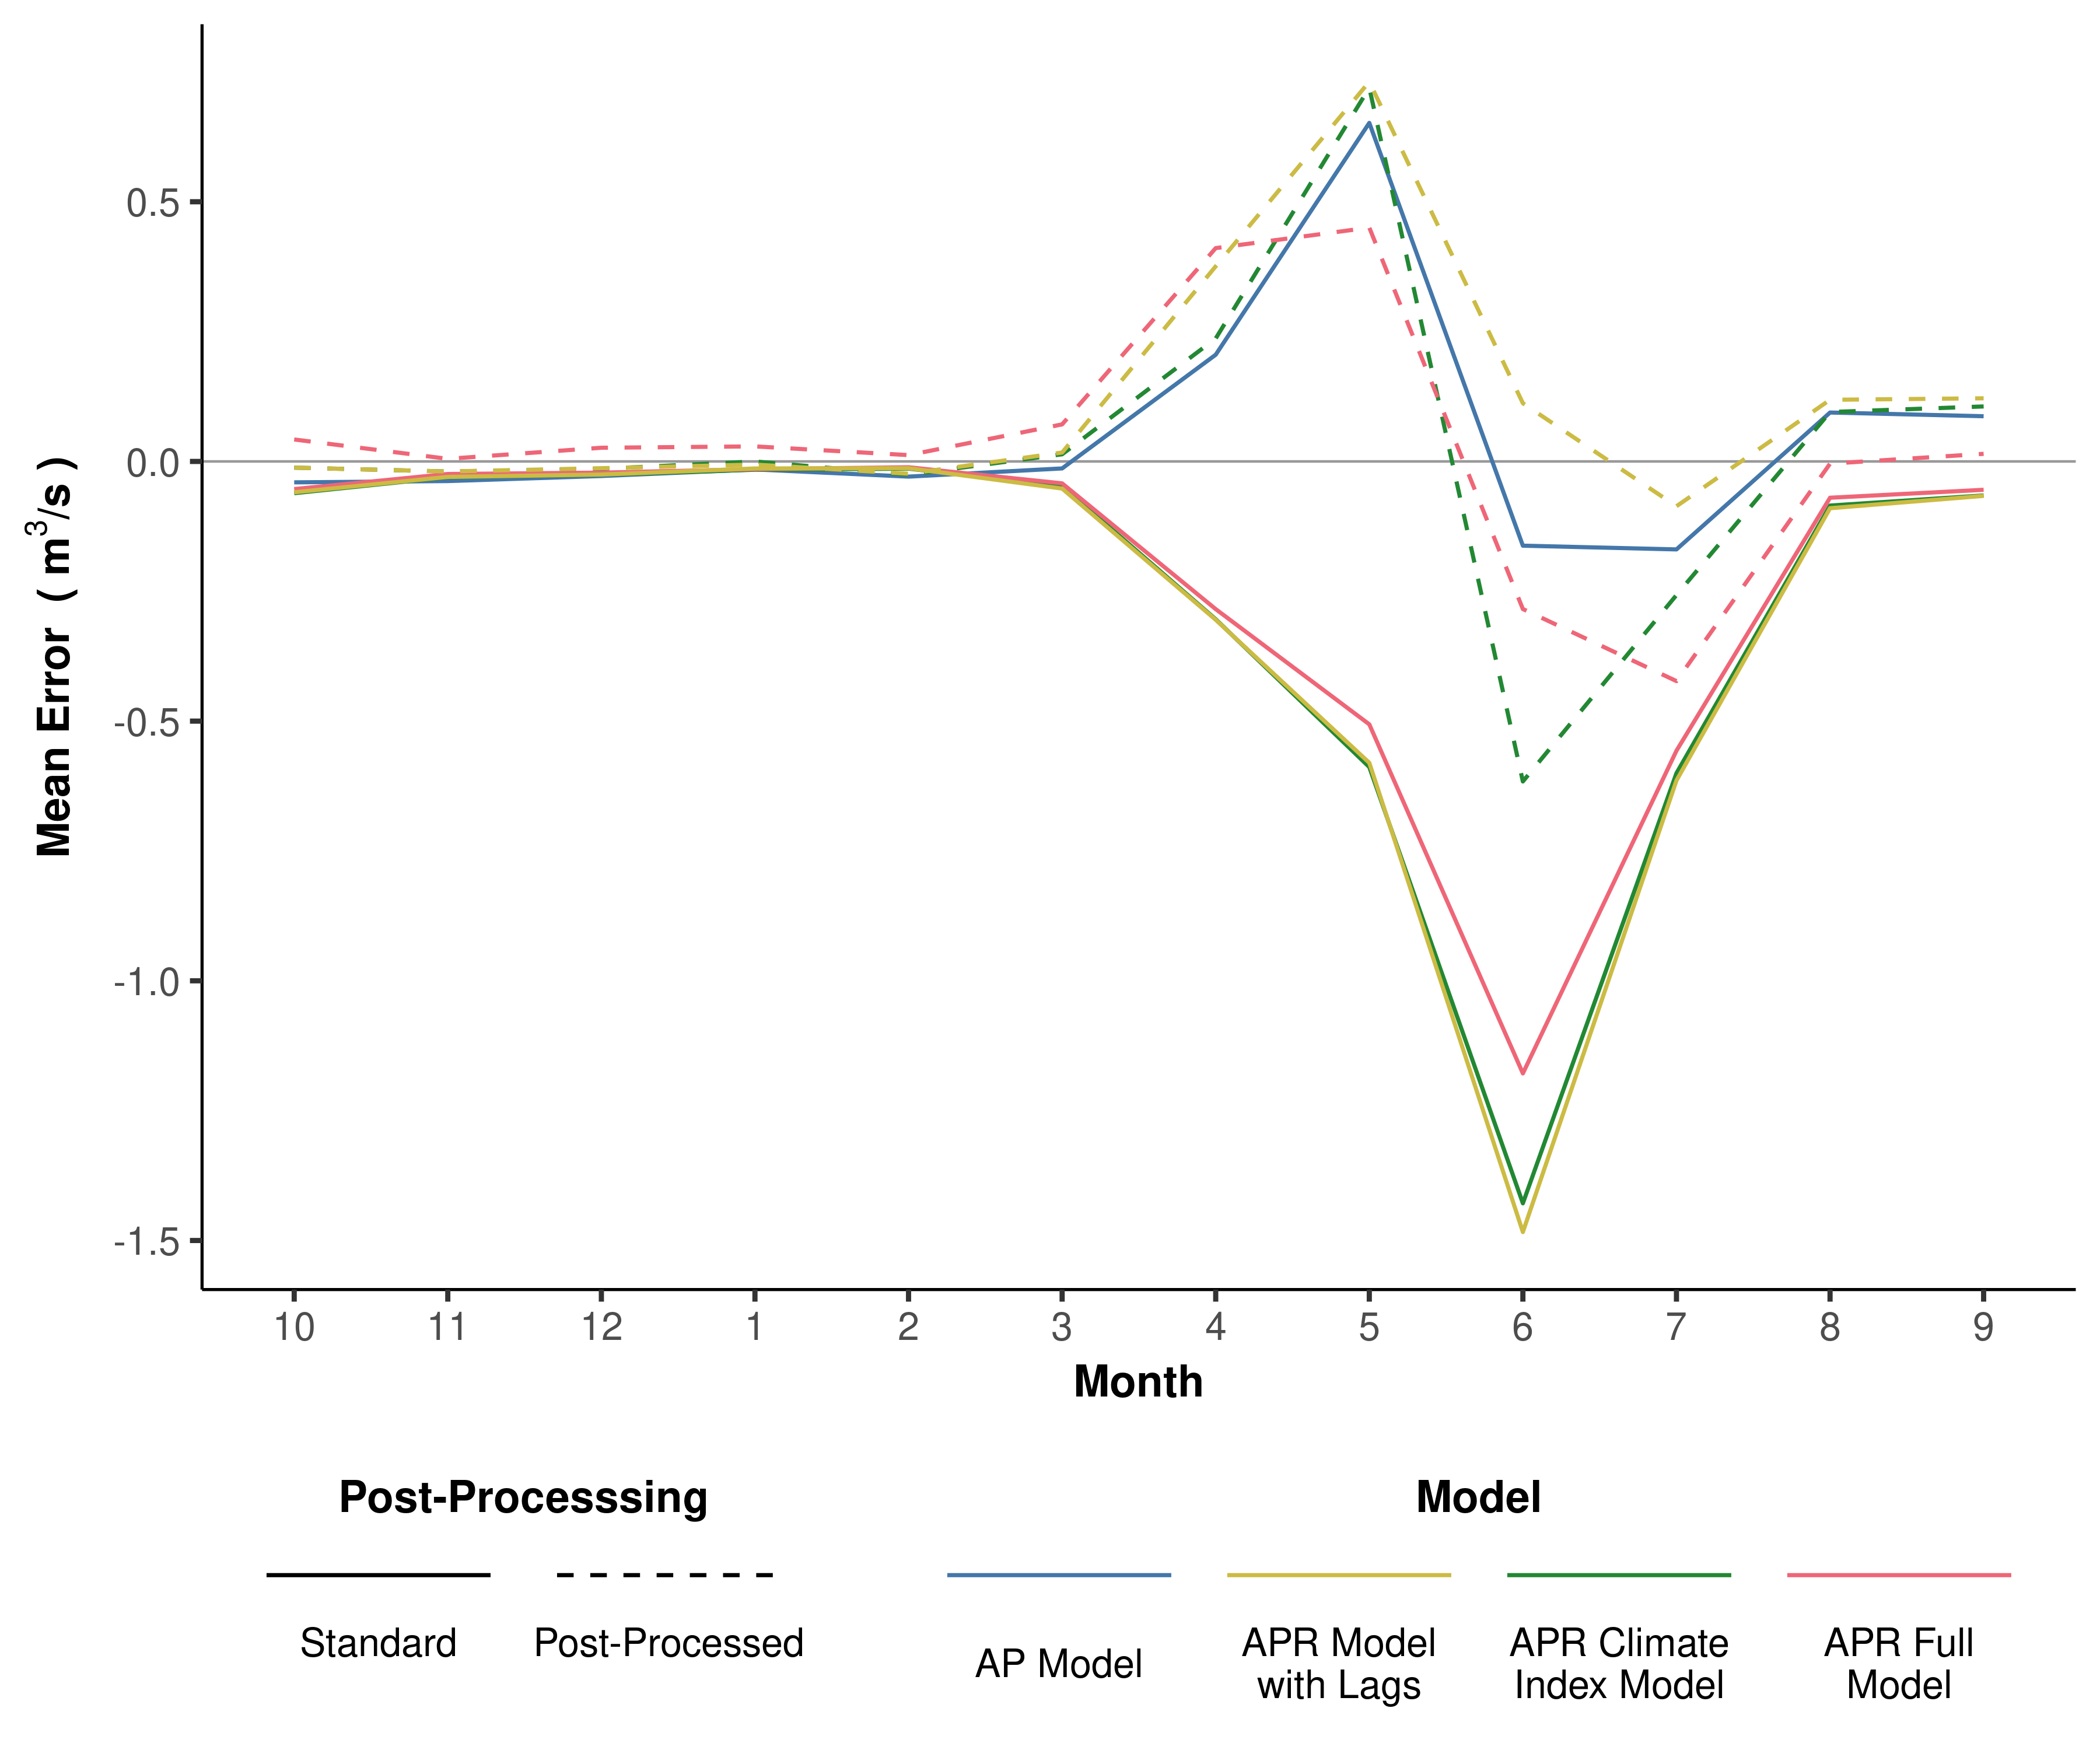 0.5
0.0
-0.5
-1.0
-1.5
Mean Error ( m3/s )
10 11 12 1 2 3 4 5 6 7 8 9
Month
Post-Processsing
Standard Post-Processed
Model
AP Model
APR Model
with Lags
APR Climate
Index Model
APR Full
Model